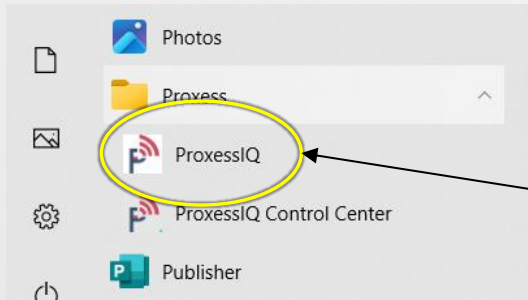 Photos
Proxess
ProxessIQ
ProxessIQ Control Center
Publisher